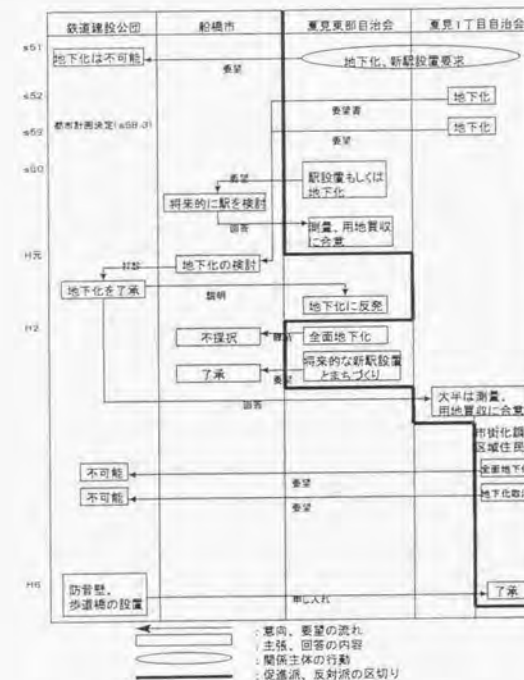 鉄道建設公団 船橋市 夏見東部自治会 夏見1丁目自治会
s51
地下化は不可能
要望
地下化、新駅設置要求
s52
地下化
要望書
都市計画決定
地下化
要望
要望
駅設置もしくは
地下化
将来的に駅を検討
回答
測量、用地買収
に合意
H元
打診
地下化の検討
地下化を了承
説明
地下化に反発
H2
不採択
全面地下化
了承
要望
将来的な新駅設置
とまちづくり
回答
大半は測量、
用地買収に合意
市街化調
区域住民
不可能
全面地下化
要望
不可能
要望
H6
防音壁、
歩道橋の設置
申し入れ
了承
:意向、要望の流れ
:主張、回答の内容
:関係主体の行動
:促進派、反対派の区切り